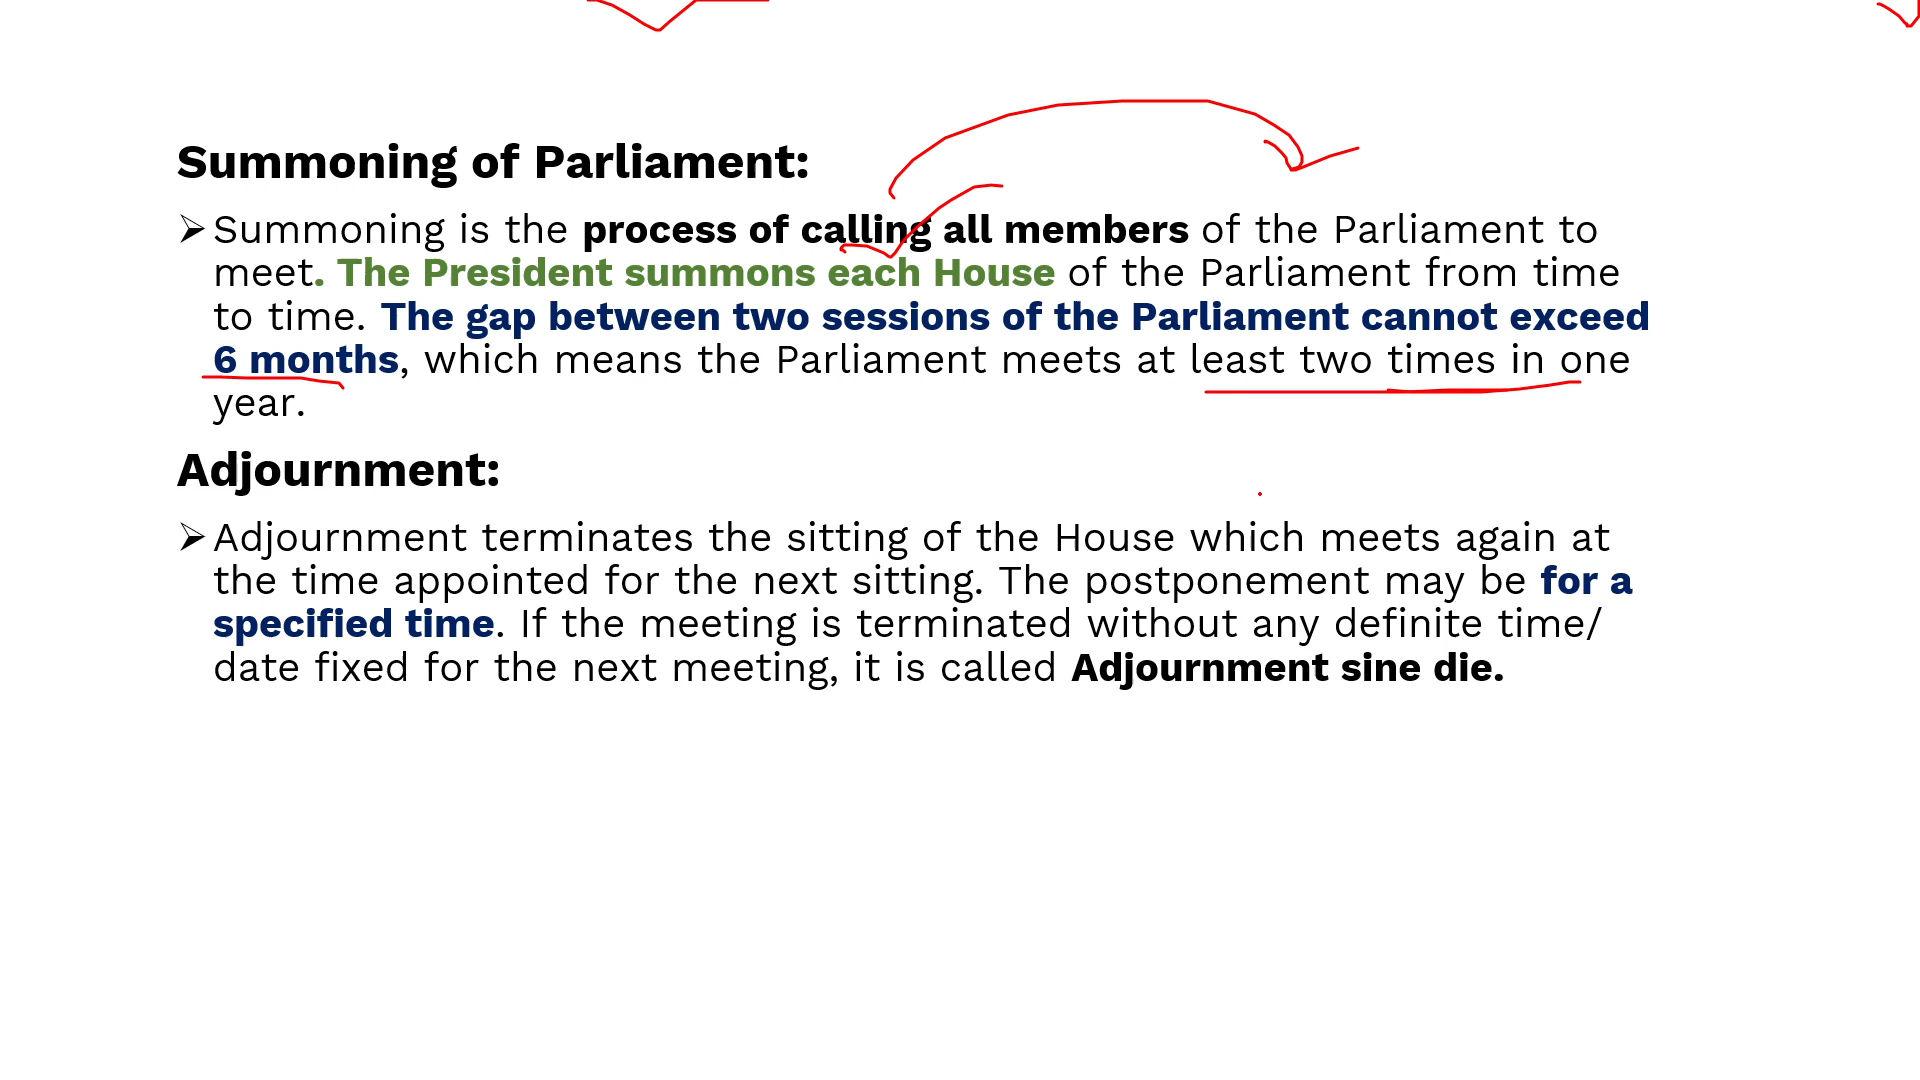 Summoning of Parliament:
➢Summoning is the process of calling all members of the Parliament to
meet. The President summons each House of the Parliament from time
to time. The gap between two sessions of the Parliament cannot exceed
6 months, which means the Parliament meets at least two times in one
year.
Adjournment:
➢Adjournment terminates the sitting of the House which meets again at
the time appointed for the next sitting. The postponement may be for a
specified time. If the meeting is terminated without any definite time/
date fixed for the next meeting, it is called Adjournment sine die.